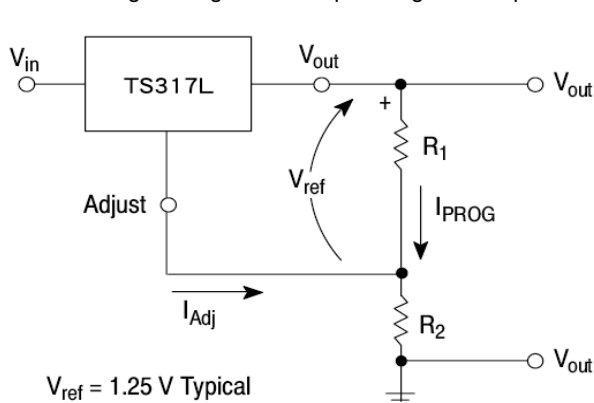 Vin
TS317L
Vout
Vout
+
R1
Vref
Adjust
IPROG
IAdj
R2
Vout
Vref = 1.25 V Typical